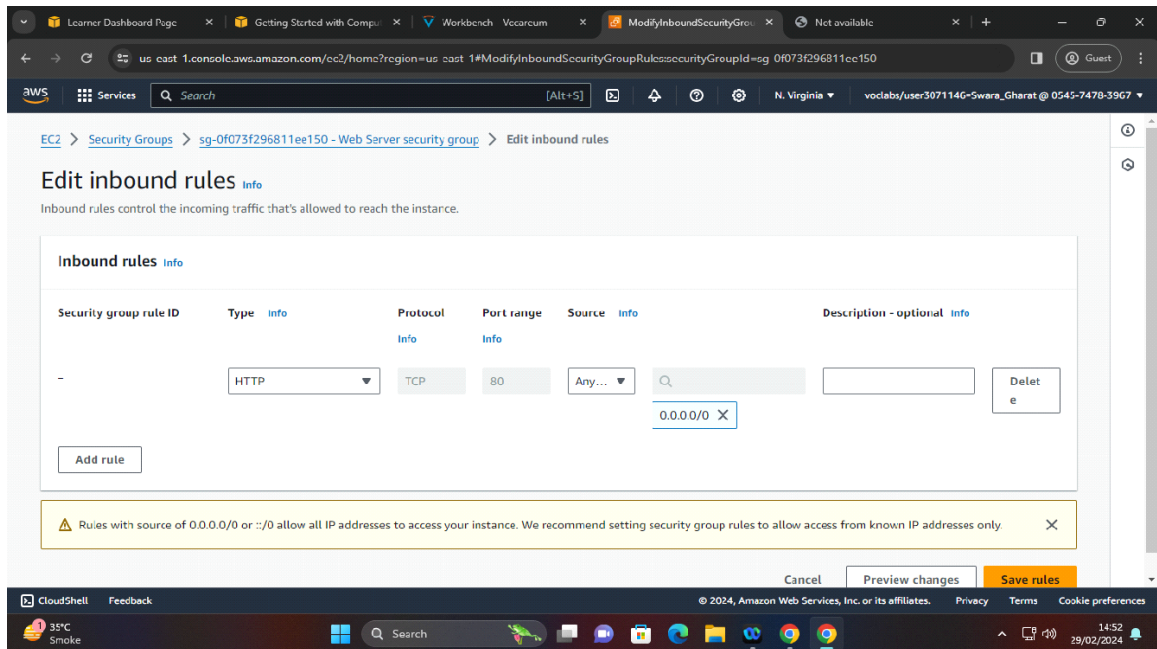 Learner Dashboard Page
Getting Started with Compu
Workbench - Vocareum
ModifyInboundSecurityGrou
Not available
us-east-1.console.aws.amazon.com/ec2/home?region=us-east-1#ModifyInboundSecurityGroupRules:securityGroupId=sg-0f073f296811ee150
Guest
aws
Services
Search
[Alt+S]
N. Virginia
voclabs/user3071146=Swara_Gharat @ 0545-7478-3967
EC2 > Security Groups > sg-0f073f296811ee150 - Web Server security group > Edit inbound rules
Edit inbound rules Info
Inbound rules control the incoming traffic that's allowed to reach the instance.
Inbound rules Info
Security group rule ID
Type Info
Protocol
Info
Port range
Info
Source Info
Description - optional Info
-
HTTP
TCP
80
Any...
0.0.0.0/0
Delet
e
Add rule
Rules with source of 0.0.0.0/0 or ::/0 allow all IP addresses to access your instance. We recommend setting security group rules to allow access from known IP addresses only.
Cancel
Preview changes
Save rules
CloudShell
Feedback
© 2024, Amazon Web Services, Inc. or its affiliates.
Privacy
Terms
Cookie preferences
1
35°C
Smoke
Search
14:52
29/02/2024